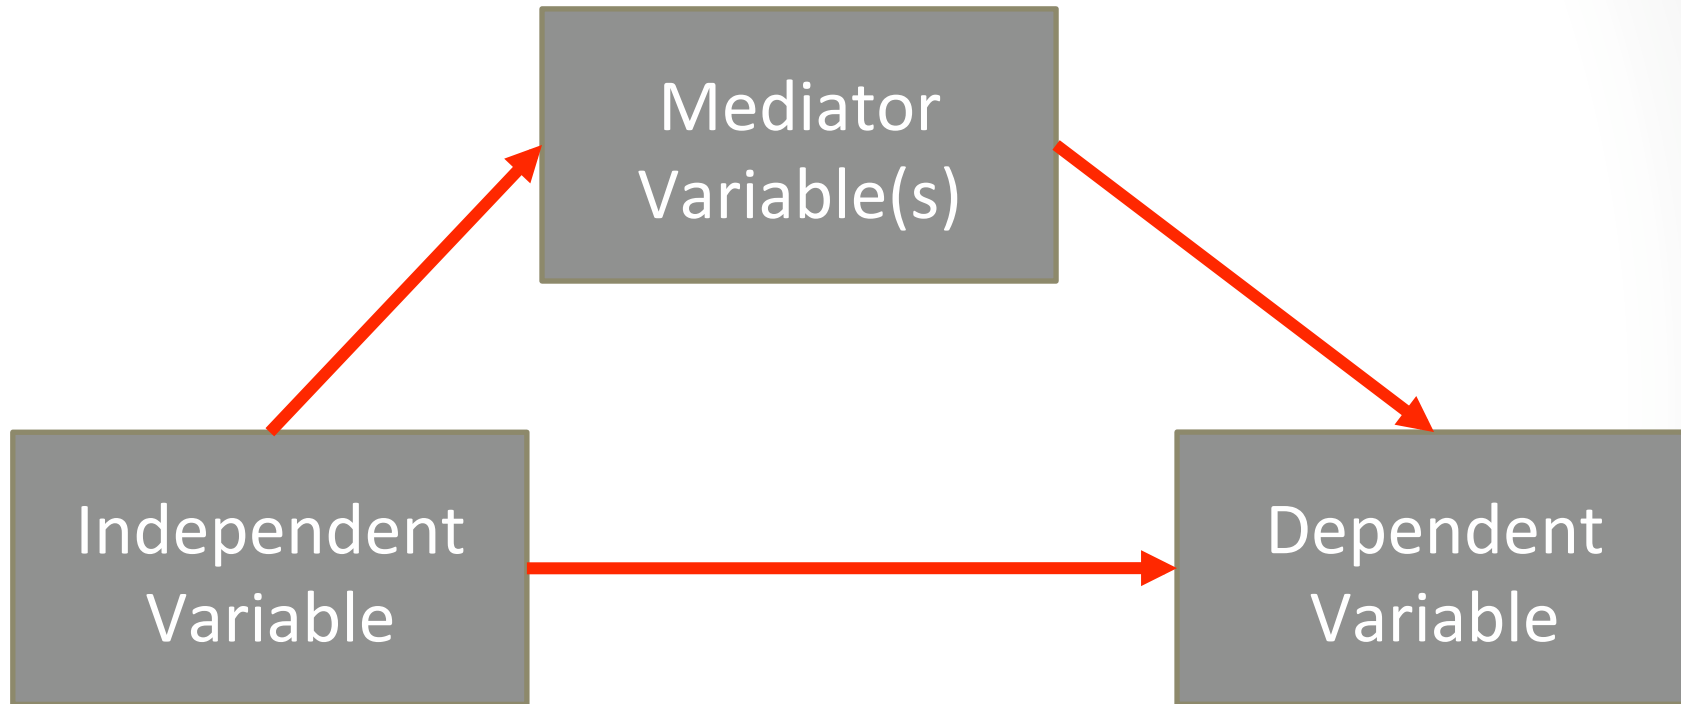 Mediator
Variable(s)
Independent
Variable
Dependent
Variable